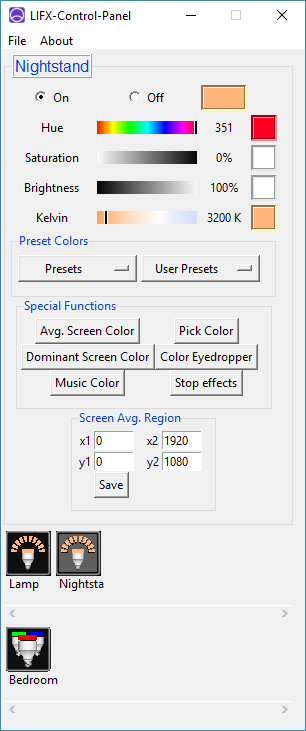 LIFX-Control-Panel
File About
Nightstand
On Off
Hue 351
Saturation 0%
Brightness 100%
Kelvin 3200 K
Preset Colors
Presets User Presets
Special Functions
Avg. Screen Color Pick Color
Dominant Screen Color Color Eyedropper
Music Color Stop effects
Screen Avg. Region
x1 0 x2 1920
y1 0 y2 1080
Save
Lamp Nightsta
Bedroom